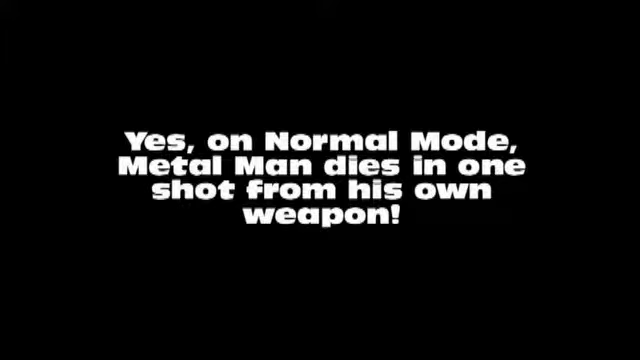 Yes, on Normal Mode,
Metal Man dies in one
shot from his own
weapon!